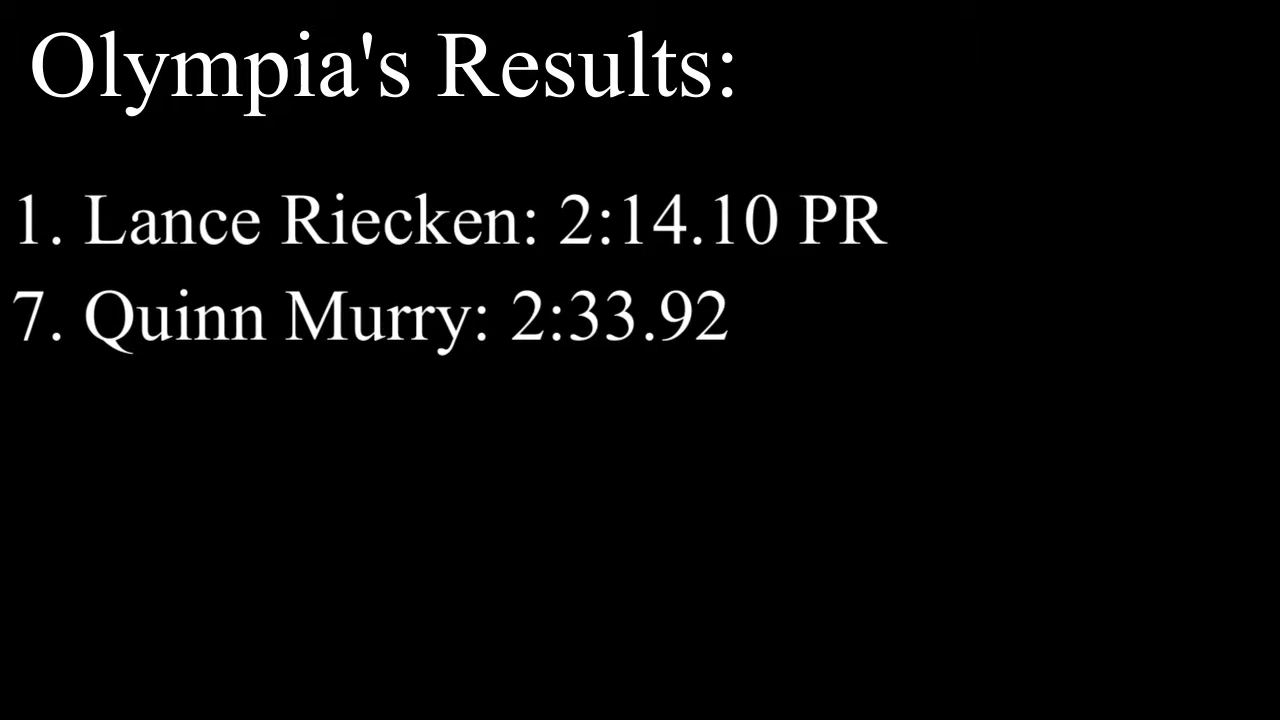 Olympia's Results:
1. Lance Riecken: 2:14.10 PR
7. Quinn Murry: 2:33.92